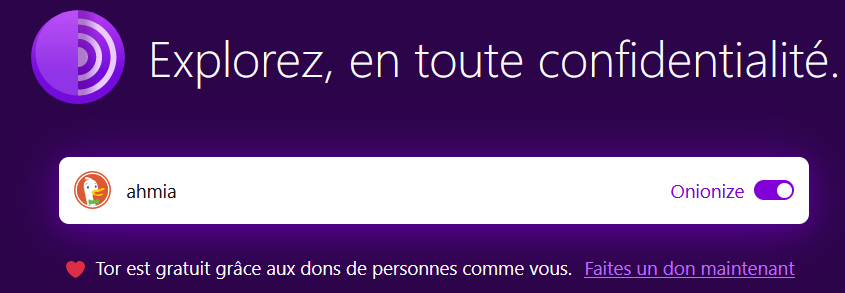 Explorez, en toute confidentialité.
ahmia Onionize
Tor est gratuit grâce aux dons de personnes comme vous. Faites un don maintenant